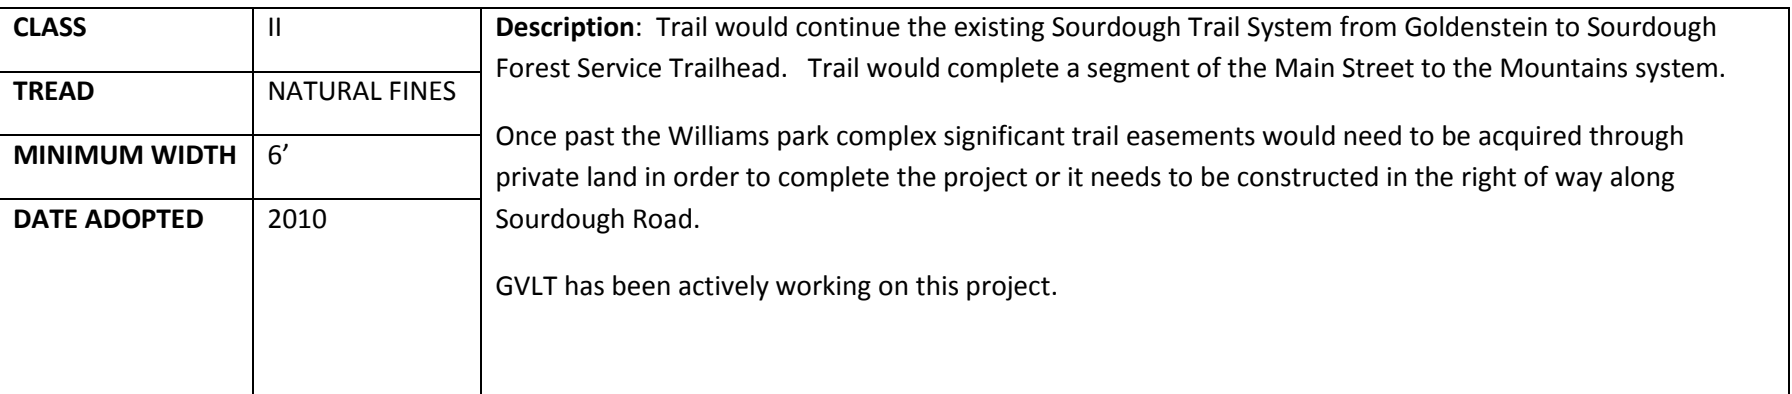 CLASS II
TREAD NATURAL FINES
MINIMUM WIDTH 6’
DATE ADOPTED 2010
Description:  Trail would continue the existing Sourdough Trail System from Goldenstein to Sourdough
Forest Service Trailhead.   Trail would complete a segment of the Main Street to the Mountains system.
Once past the Williams park complex significant trail easements would need to be acquired through
private land in order to complete the project or it needs to be constructed in the right of way along
Sourdough Road.
GVLT has been actively working on this project.